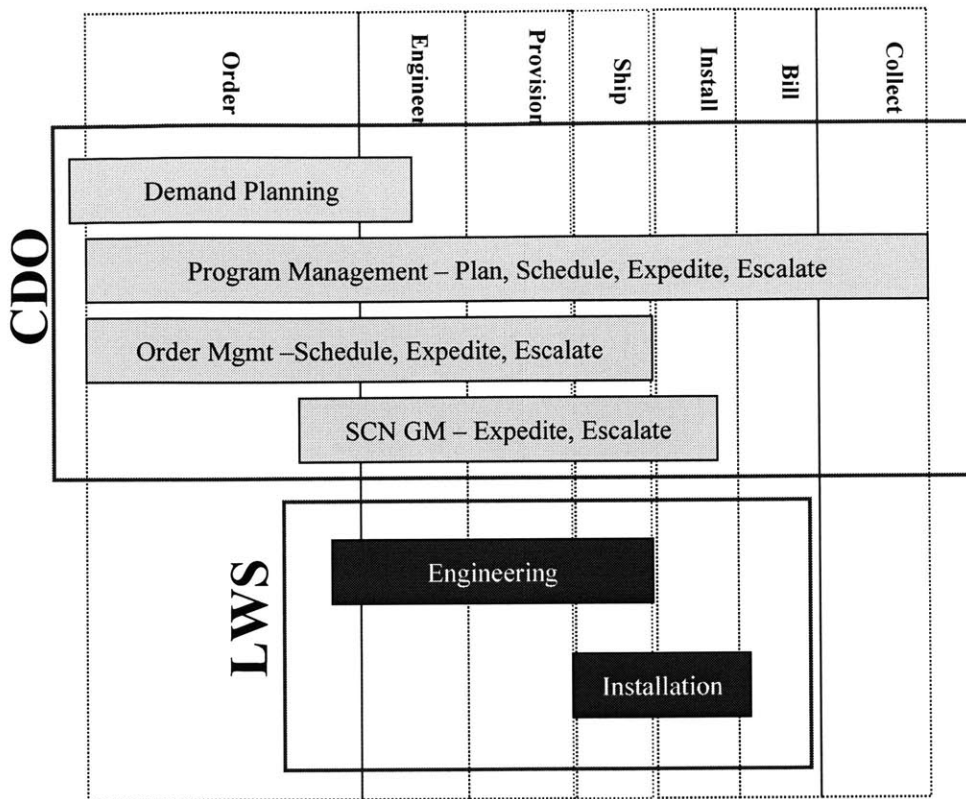 Order
Engineer
Provision
Ship
Install
Bill
Collect
CDO
Demand Planning
Program Management – Plan, Schedule, Expedite, Escalate
Order Mgmt –Schedule, Expedite, Escalate
SCN GM – Expedite, Escalate
LWS
Engineering
Installation